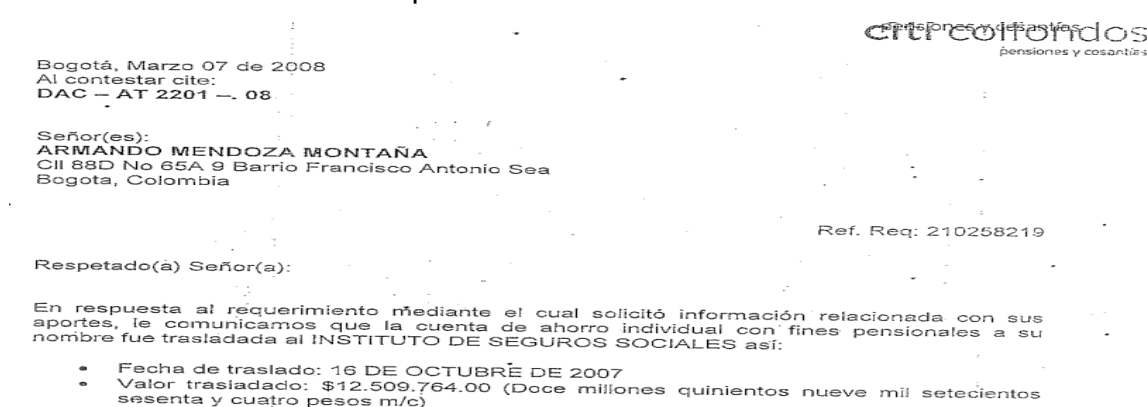 citi colfondos
pensiones y cesantías
Bogotá, Marzo 07 de 2008
Al contestar cite:
DAC – AT 2201 –. 08
Señor(es):
ARMANDO MENDOZA MONTAÑA
Cll 88D No 65A 9 Barrio Francisco Antonio Sea
Bogota, Colombia
Ref. Req: 210258219
Respetado(a) Señor(a):
En respuesta al requerimiento mediante el cual solicitó información relacionada con sus
aportes, le comunicamos que la cuenta de ahorro individual con fines pensionales a su
nombre fue trasladada al INSTITUTO DE SEGUROS SOCIALES así:
• Fecha de traslado: 16 DE OCTUBRE DE 2007
• Valor trasladado: $12.509.764.00 (Doce millones quinientos nueve mil setecientos
sesenta y cuatro pesos m/c)